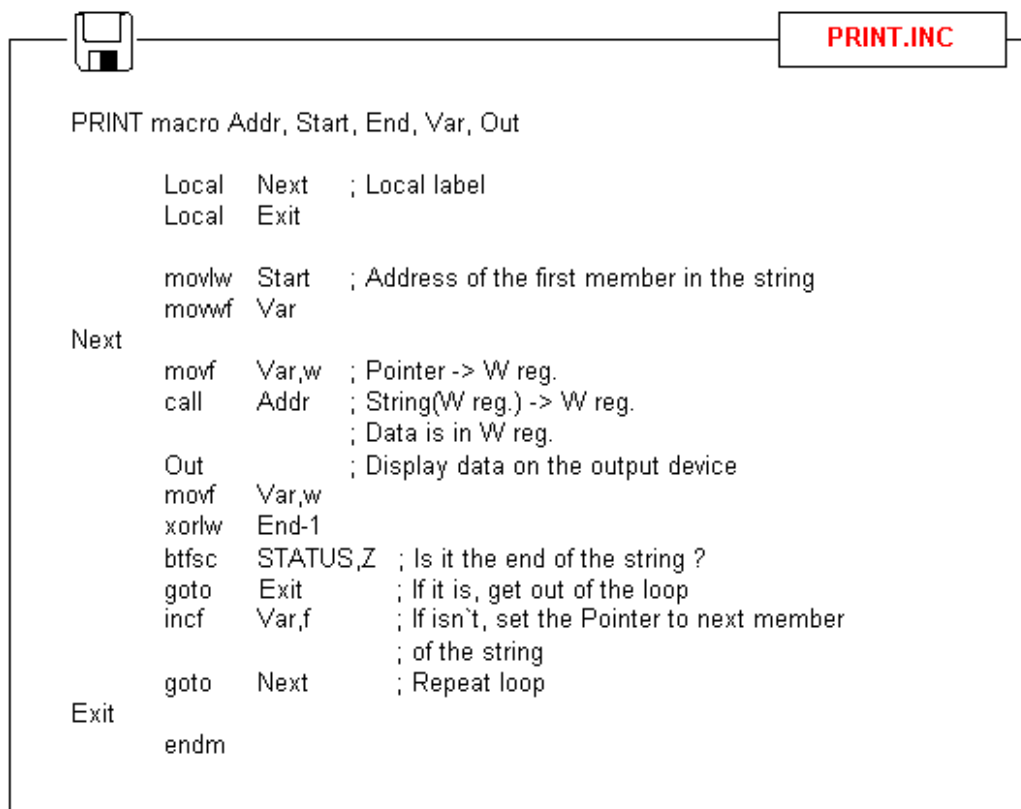 PRINT.INC
PRINT macro Addr, Start, End, Var, Out
Local Next ; Local label
Local Exit
movlw Start ; Address of the first member in the string
movwf Var
Next
movf Var,w ; Pointer -> W reg.
call Addr ; String(W reg.) -> W reg.
; Data is in W reg.
Out ; Display data on the output device
movf Var,w
xorlw End-1
btfsc STATUS,Z ; Is it the end of the string ?
goto Exit ; If it is, get out of the loop
incf Var,f ; If isn`t, set the Pointer to next member
; of the string
goto Next ; Repeat loop
Exit
endm